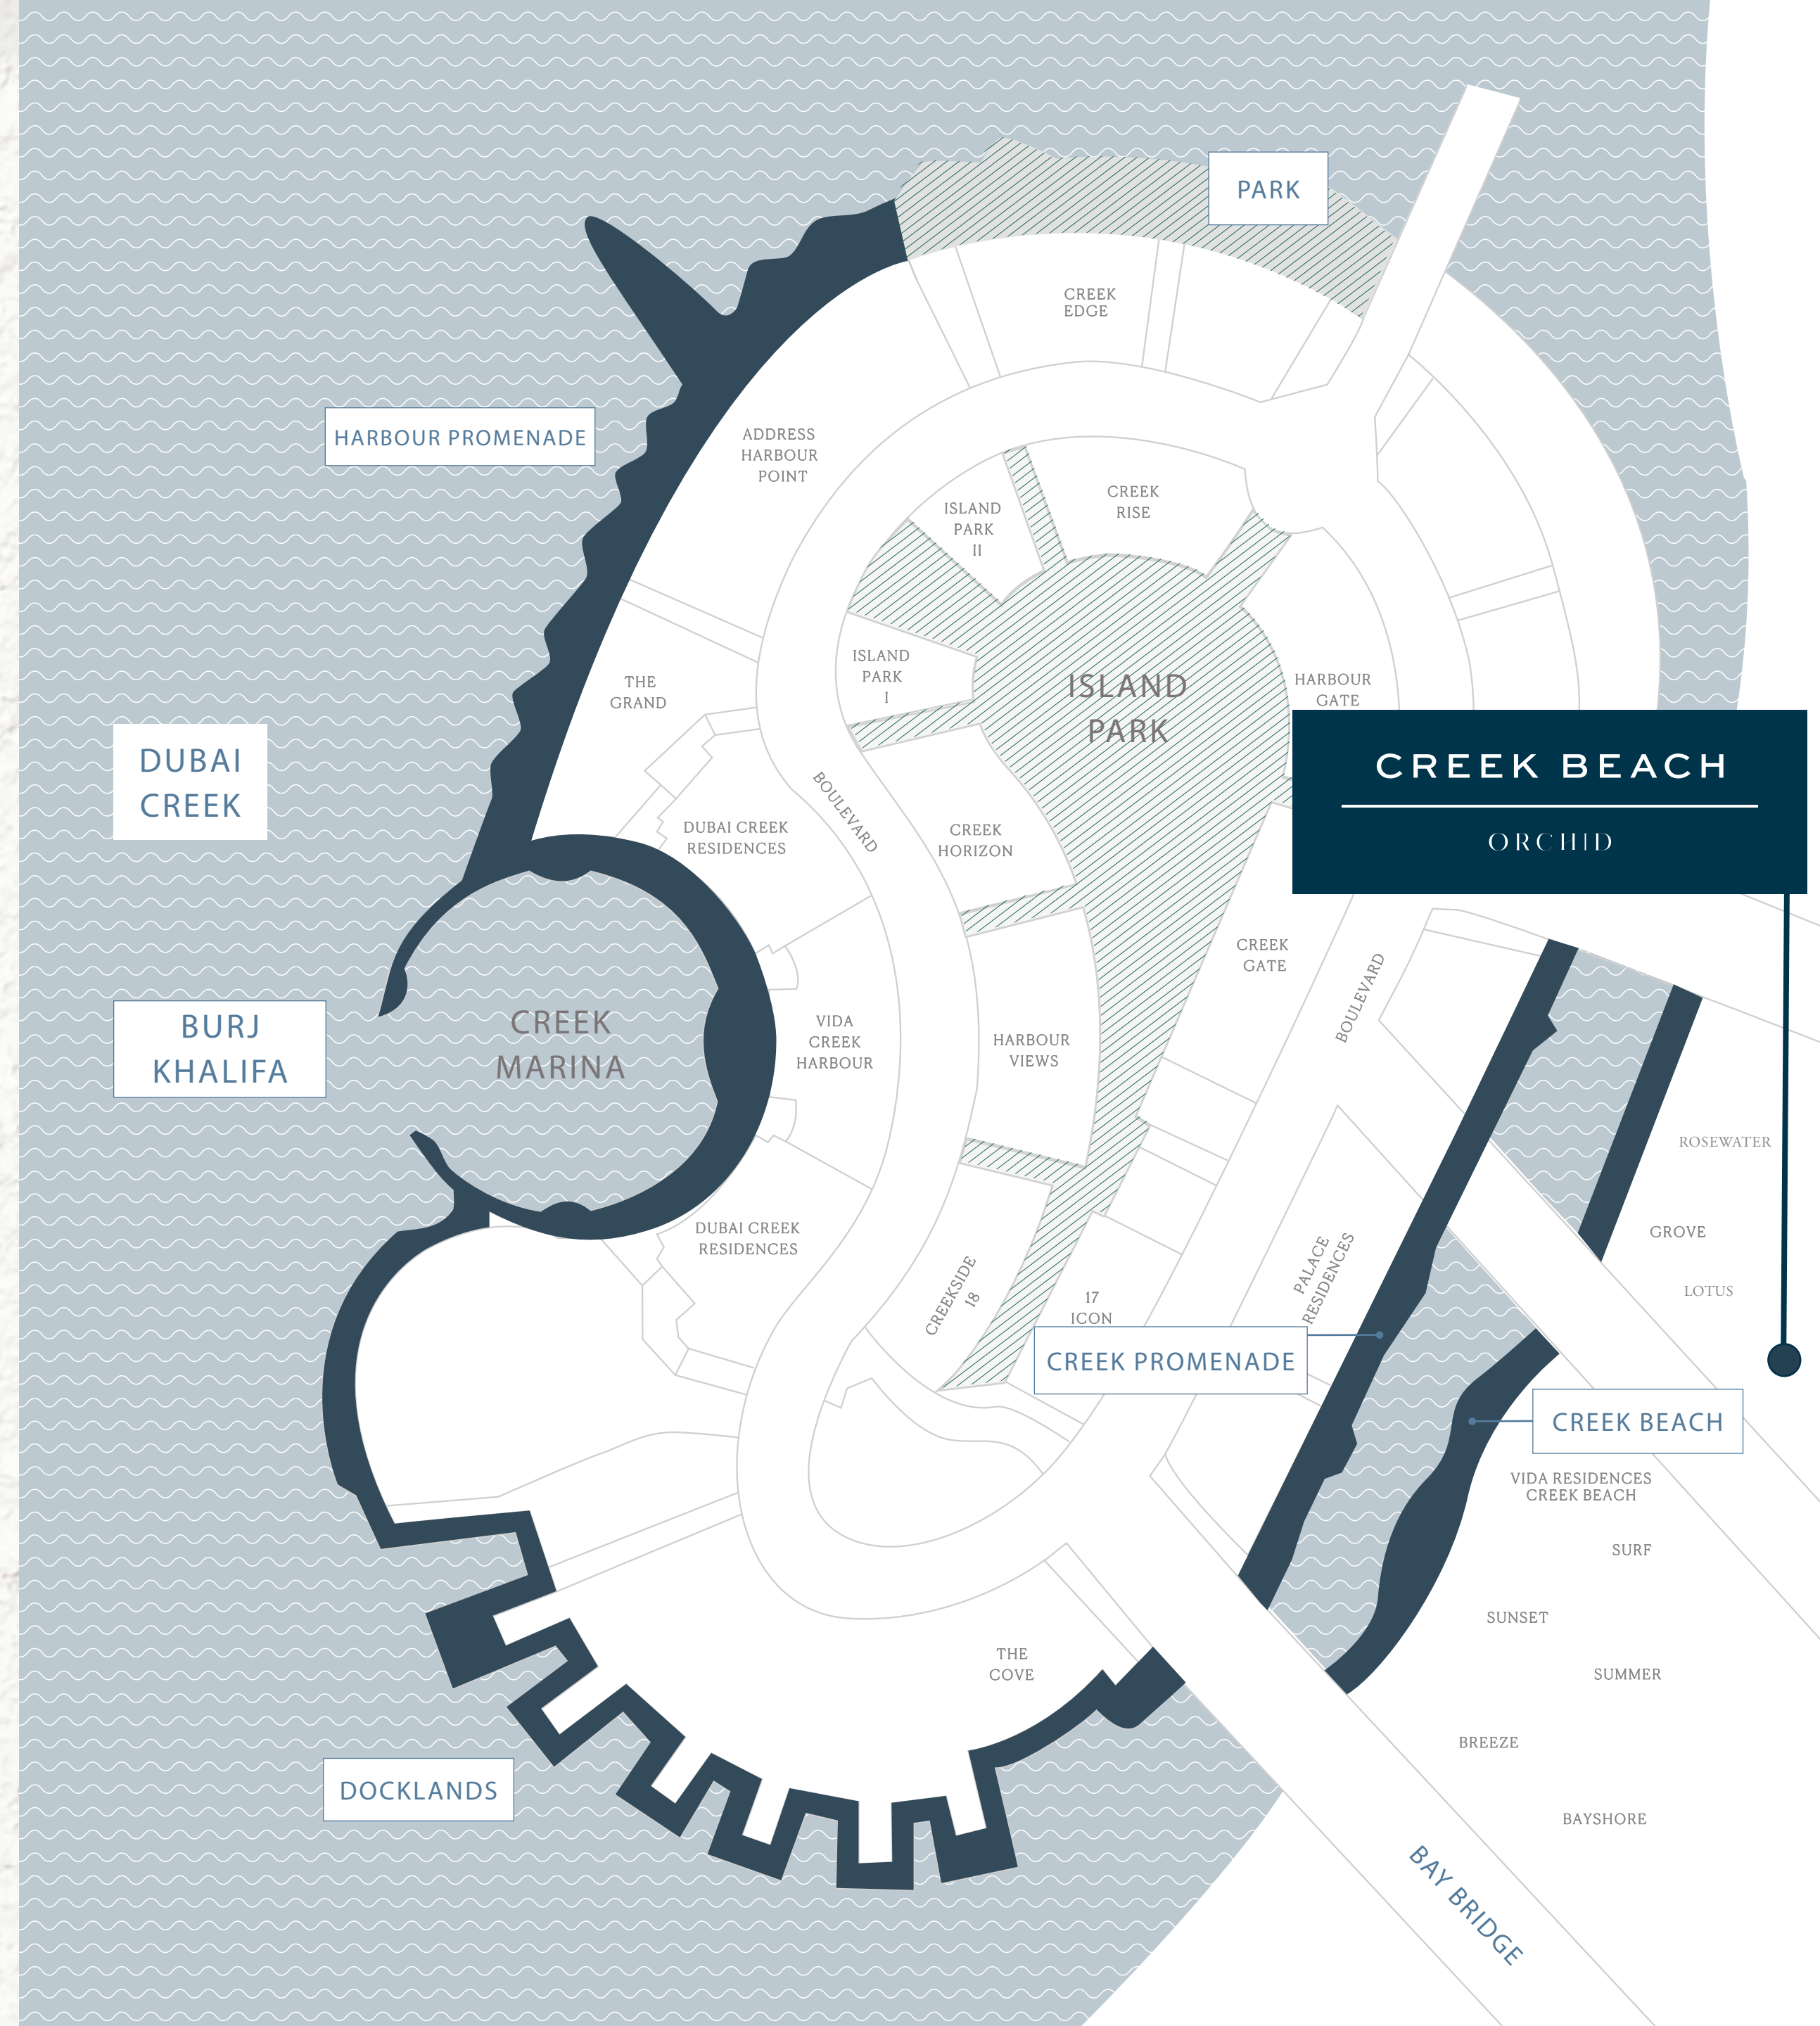 PARK
CREEK
EDGE
HARBOUR PROMENADE
ADDRESS
HARBOUR
POINT
ISLAND
PARK
II
CREEK
RISE
THE
GRAND
ISLAND
PARK
I
ISLAND
PARK
HARBOUR
GATE
DUBAI
CREEK
CREEK BEACH
ORCHID
BOULEVARD
DUBAI CREEK
RESIDENCES
CREEK
HORIZON
CREEK
GATE
BOULEVARD
BURJ
KHALIFA
CREEK
MARINA
VIDA
CREEK
HARBOUR
HARBOUR
VIEWS
ROSEWATER
DUBAI CREEK
RESIDENCES
GROVE
PALACE
RESIDENCES
CREEKSIDE
18
17
ICON
LOTUS
CREEK PROMENADE
CREEK BEACH
VIDA RESIDENCES
CREEK BEACH
SURF
SUNSET
THE
COVE
SUMMER
BREEZE
DOCKLANDS
BAYSHORE
BAY BRIDGE